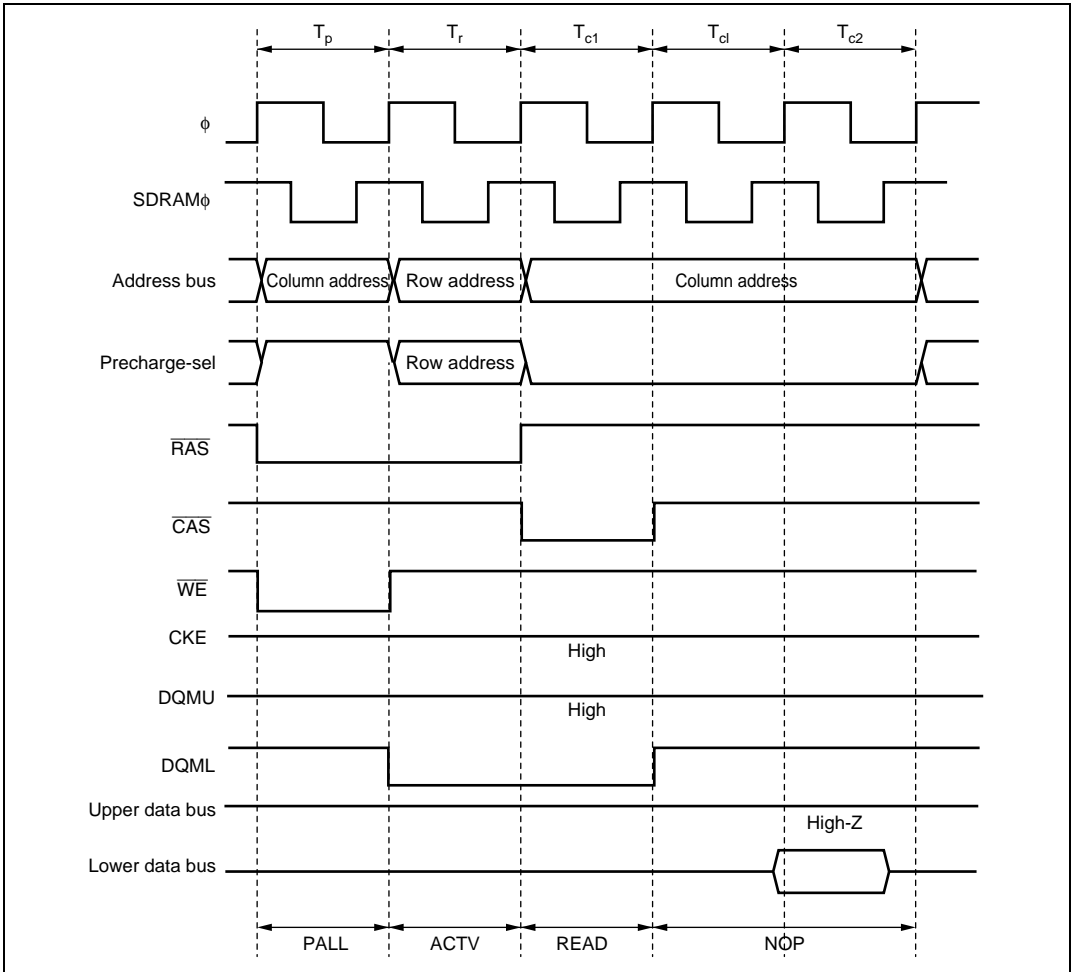 Tp Tr Tc1 Tcl Tc2
ϕ
SDRAMϕ
Address bus Column address Row address Column address
Precharge-sel Row address
RAS
CAS
WE
CKE High
DQMU High
DQML
Upper data bus High-Z
Lower data bus
PALL ACTV READ NOP